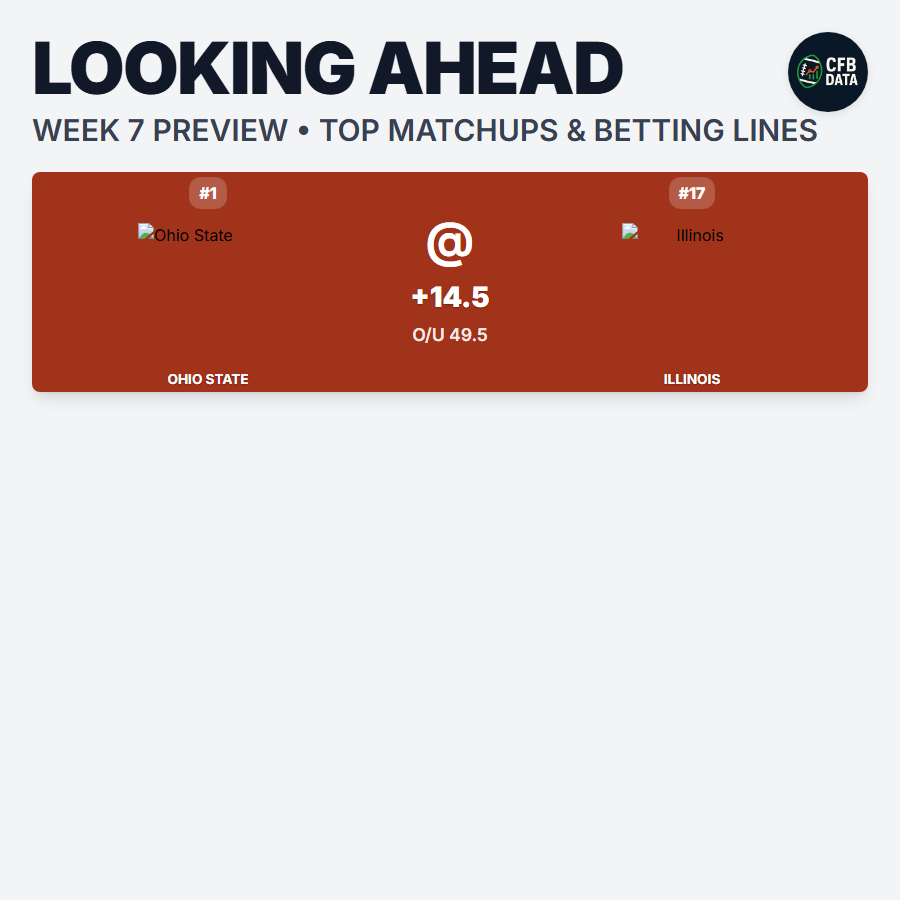 LOOKING AHEAD
CFB
DATA
WEEK 7 PREVIEW • TOP MATCHUPS & BETTING LINES
#1
#17
Ohio State
@
Illinois
+14.5
O/U 49.5
OHIO STATE
ILLINOIS